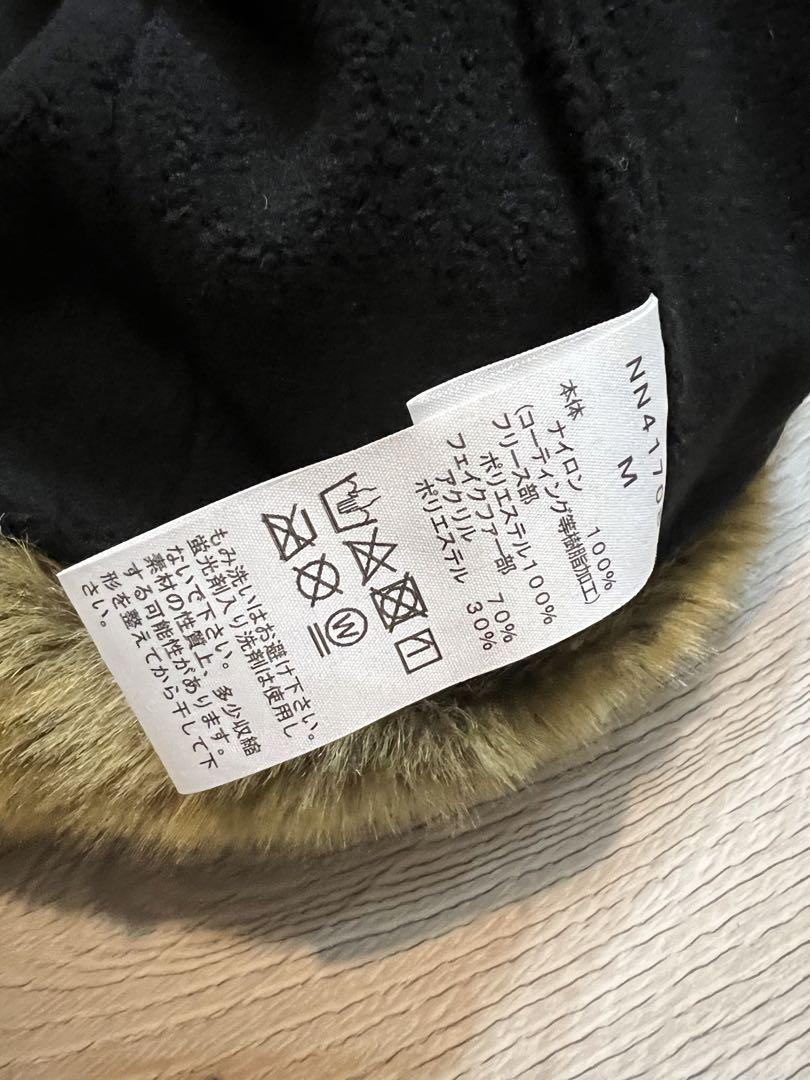 NN4170
M
本体
ナイロン 100%
(コーティング等樹脂加工)
フリース部
ポリエステル100%
フェイクファー部
アクリル 70%
ポリエステル 30%
W
もみ洗いはお避け下さい。
蛍光剤入り洗剤は使用し
ないで下さい。
素材の性質上、多少収縮
する可能性があります。
形を整えてから干して下
さい。